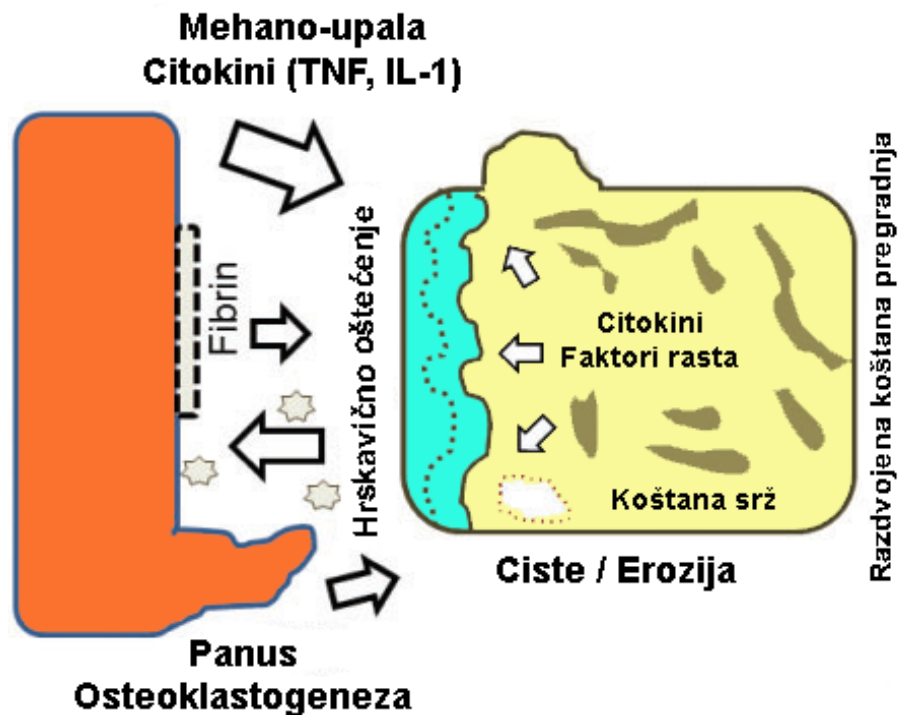 Mehano-upala
Citokini (TNF, IL-1)
Fibrin
Hrskavično oštećenje
Citokini
Faktori rasta
Koštana srž
Razdvojena koštana pregradnja
Ciste / Erozija
Panus
Osteoklastogeneza